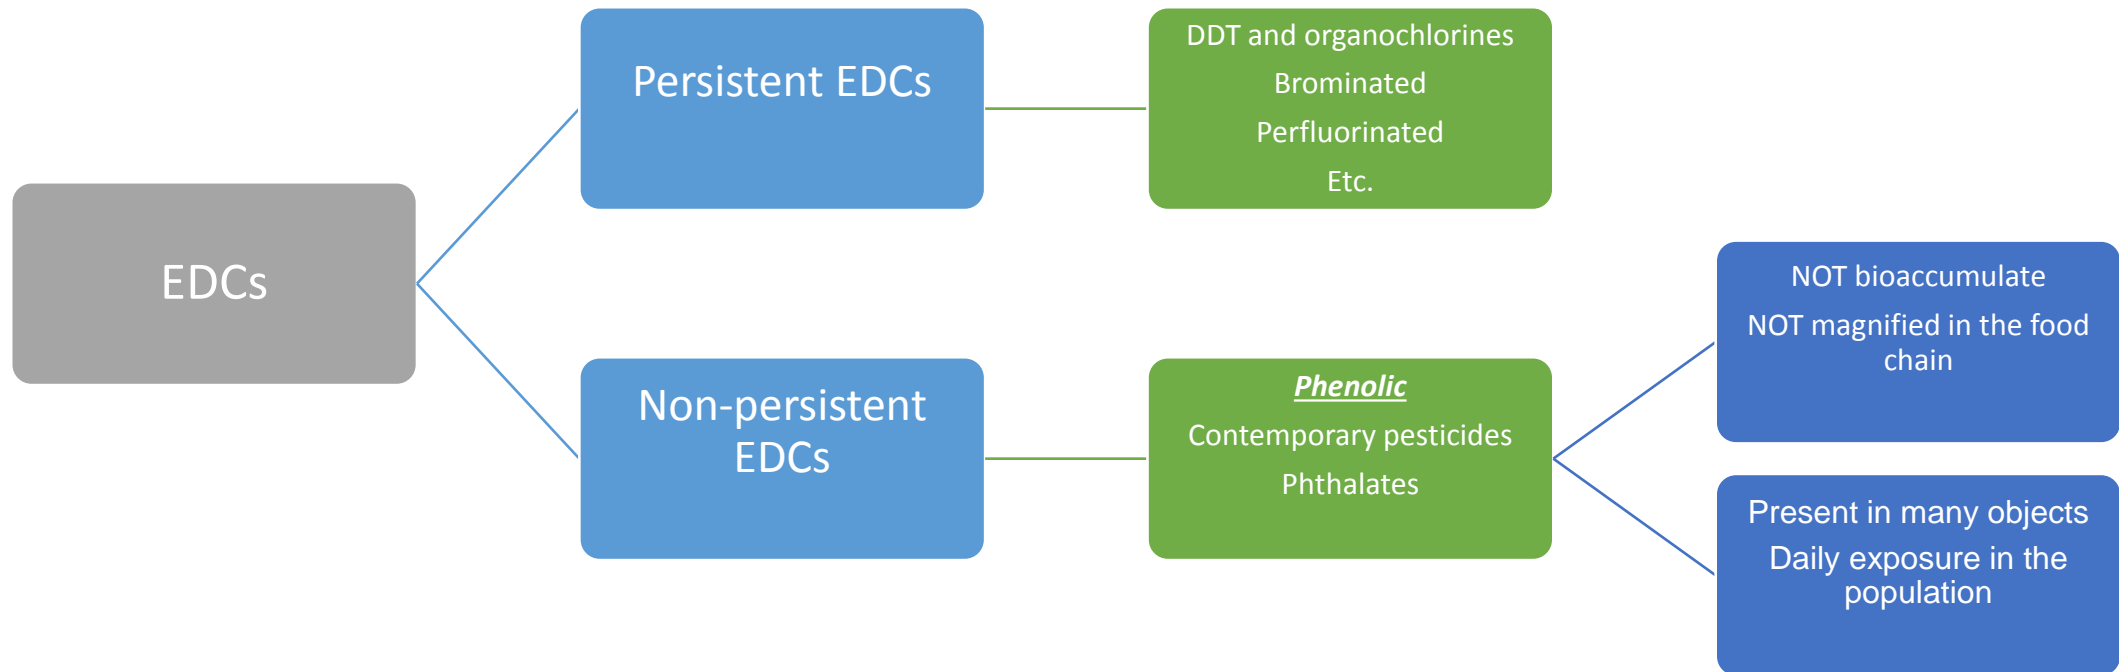 EDCs
Persistent EDCs
DDT and organochlorines
Brominated
Perfluorinated
Etc.
Non-persistent
EDCs
Phenolic
Contemporary pesticides
Phthalates
NOT bioaccumulate
NOT magnified in the food
chain
Present in many objects
Daily exposure in the
population